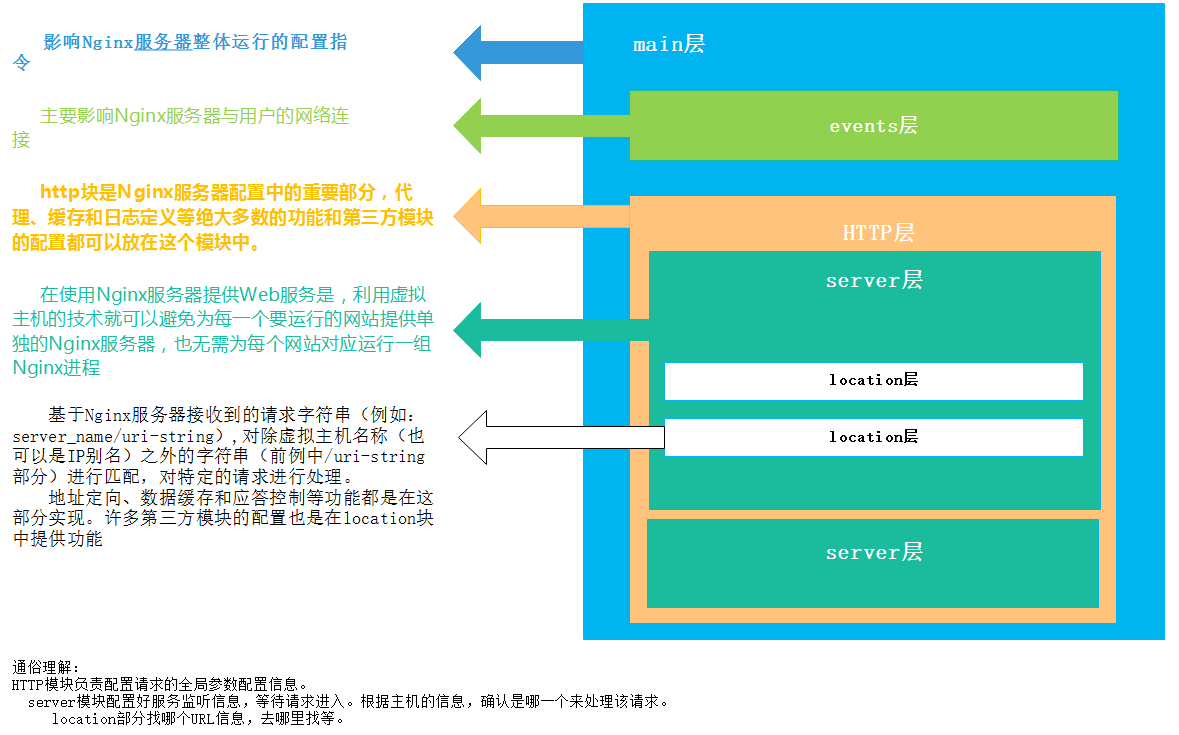 影响Nginx服务器整体运行的配置指
令
主要影响Nginx服务器与用户的网络连
接
http块是Nginx服务器配置中的重要部分，代
理、缓存和日志定义等绝大多数的功能和第三方模块
的配置都可以放在这个模块中。
在使用Nginx服务器提供Web服务是，利用虚拟
主机的技术就可以避免为每一个要运行的网站提供单
独的Nginx服务器，也无需为每个网站对应运行一组
Nginx进程
基于Nginx服务器接收到的请求字符串（例如：
server_name/uri-string）,对除虚拟主机名称（也
可以是IP别名）之外的字符串（前例中/uri-string
部分）进行匹配，对特定的请求进行处理。
地址定向、数据缓存和应答控制等功能都是在这
部分实现。许多第三方模块的配置也是在location块
中提供功能
main层
events层
HTTP层
server层
location层
location层
server层
通俗理解：
HTTP模块负责配置请求的全局参数配置信息。
server模块配置好服务监听信息，等待请求进入。根据主机的信息，确认是哪一个来处理该请求。
location部分找哪个URL信息，去哪里找等。